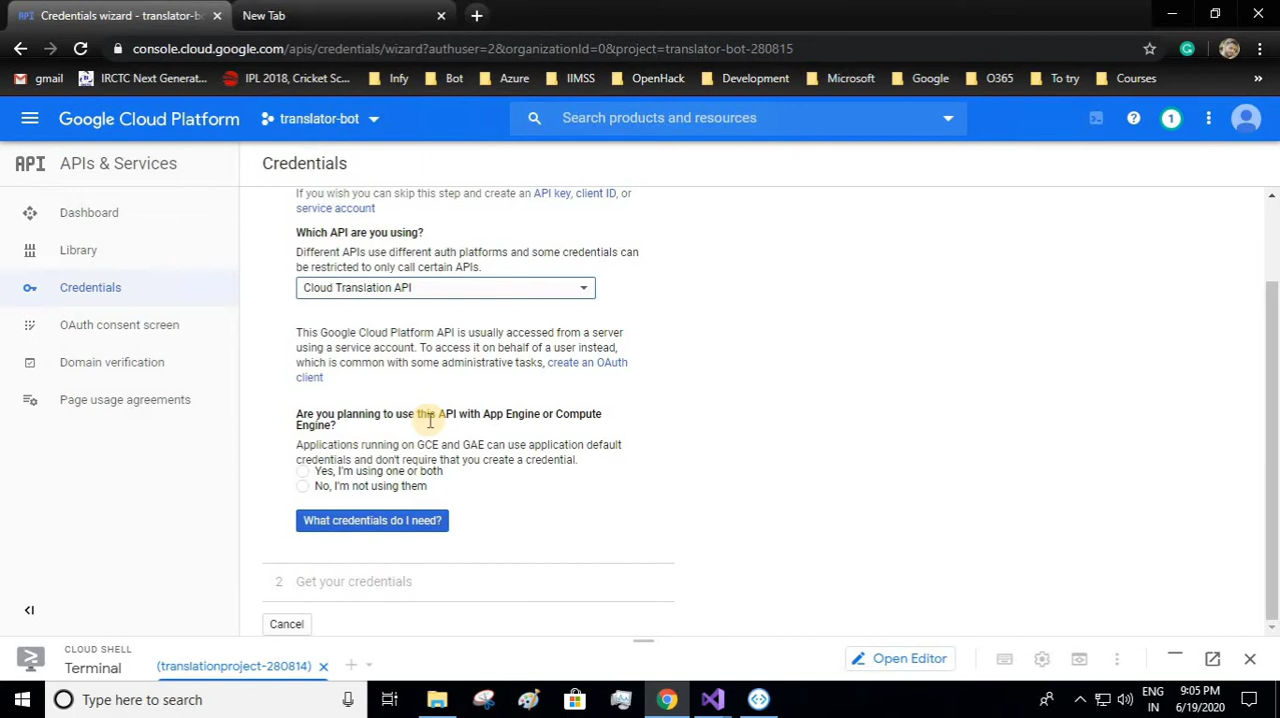 Credentials wizard - translator-bo
New Tab
console.cloud.google.com/apis/credentials/wizard?authuser=2&organizationId=0&project=translator-bot-280815
gmail
IRCTC Next Generat...
IPL 2018, Cricket Sc...
Infy
Bot
Azure
IIMSS
OpenHack
Development
Microsoft
Google
O365
To try
Courses
»
Google Cloud Platform
translator-bot
Search products and resources
1
API APIs & Services
Credentials
Dashboard
Library
Credentials
OAuth consent screen
Domain verification
Page usage agreements
If you wish you can skip this step and create an API key, client ID, or
service account
Which API are you using?
Different APIs use different auth platforms and some credentials can
be restricted to only call certain APIs.
Cloud Translation API
This Google Cloud Platform API is usually accessed from a server
using a service account. To access it on behalf of a user instead,
which is common with some administrative tasks, create an OAuth
client
Are you planning to use this API with App Engine or Compute
Engine?
Applications running on GCE and GAE can use application default
credentials and don't require that you create a credential.
Yes, I'm using one or both
No, I'm not using them
What credentials do I need?
2 Get your credentials
Cancel
CLOUD SHELL
Terminal
(translationproject-280814)
Open Editor
Type here to search
ENG
IN
9:05 PM
6/19/2020